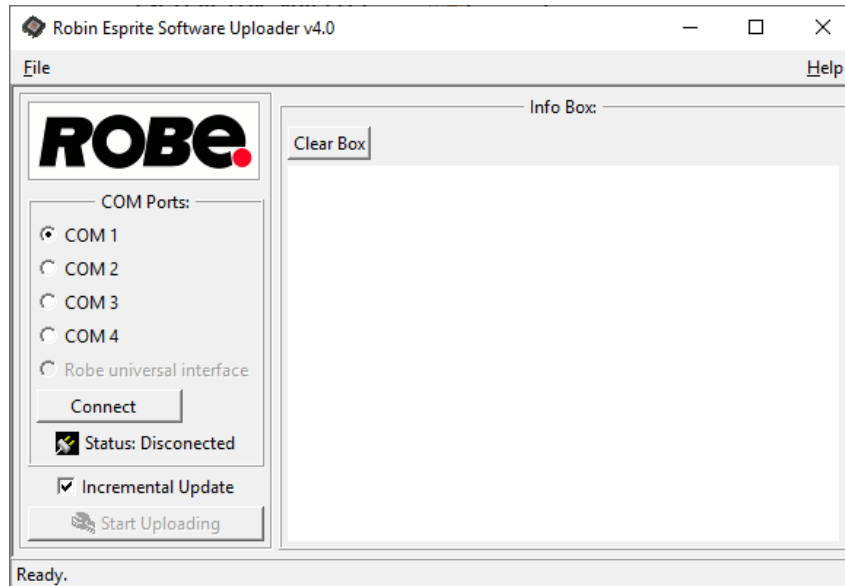 Robin Esprite Software Uploader v4.0
File Help
ROBe.
COM Ports:
COM 1
COM 2
COM 3
COM 4
Robe universal interface
Connect
Status: Disconected
Incremental Update
Start Uploading
Info Box:
Clear Box
Ready.